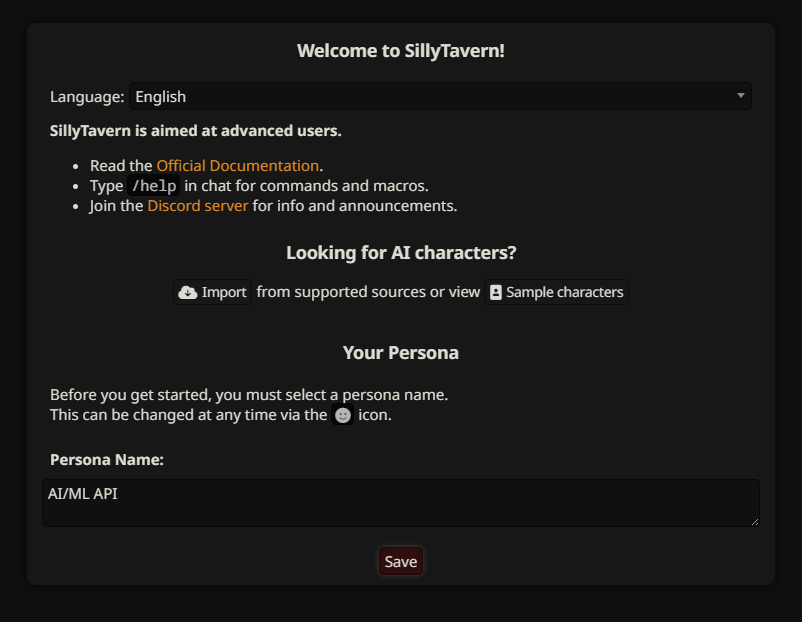 Welcome to SillyTavern!
Language: English
SillyTavern is aimed at advanced users.
Read the Official Documentation.
Type /help in chat for commands and macros.
Join the Discord server for info and announcements.
Looking for AI characters?
Import from supported sources or view Sample characters
Your Persona
Before you get started, you must select a persona name.
This can be changed at any time via the icon.
Persona Name:
AI/ML API
Save